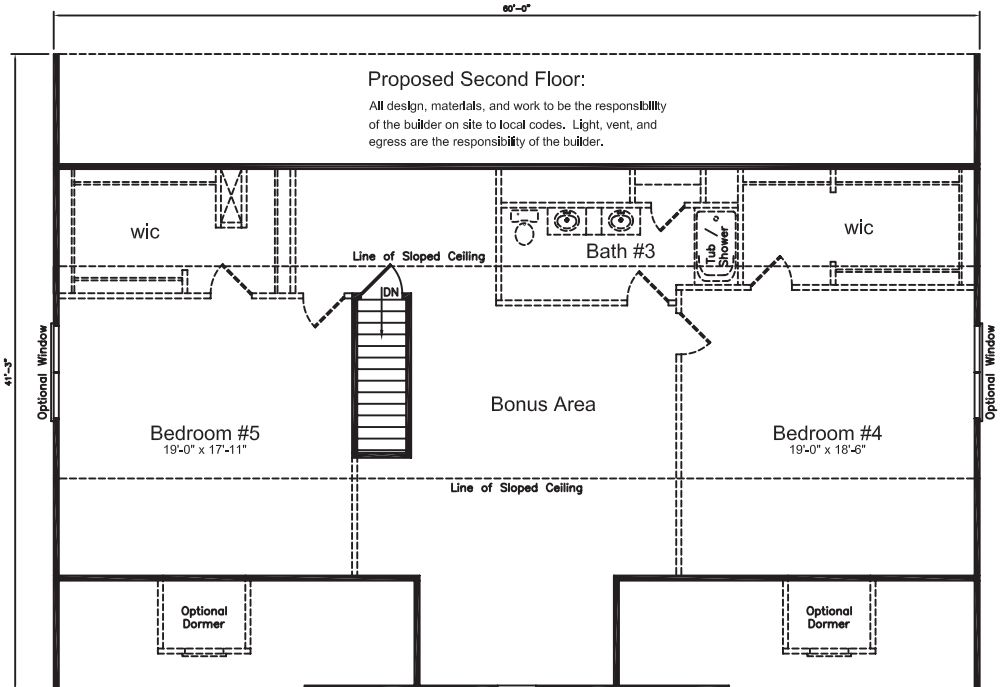 60'-0"
Proposed Second Floor:
All design, materials, and work to be the responsibility
of the builder on site to local codes. Light, vent, and
egress are the responsibility of the builder.
wic
Line of Sloped Ceiling
DN
Bath #3
Tub /
Shower
wic
41'-3"
Optional Window
Optional Window
Bonus Area
Bedroom #5
19'-0" x 17'-11"
Bedroom #4
19'-0" x 18'-6"
Line of Sloped Ceiling
Optional
Dormer
Optional
Dormer